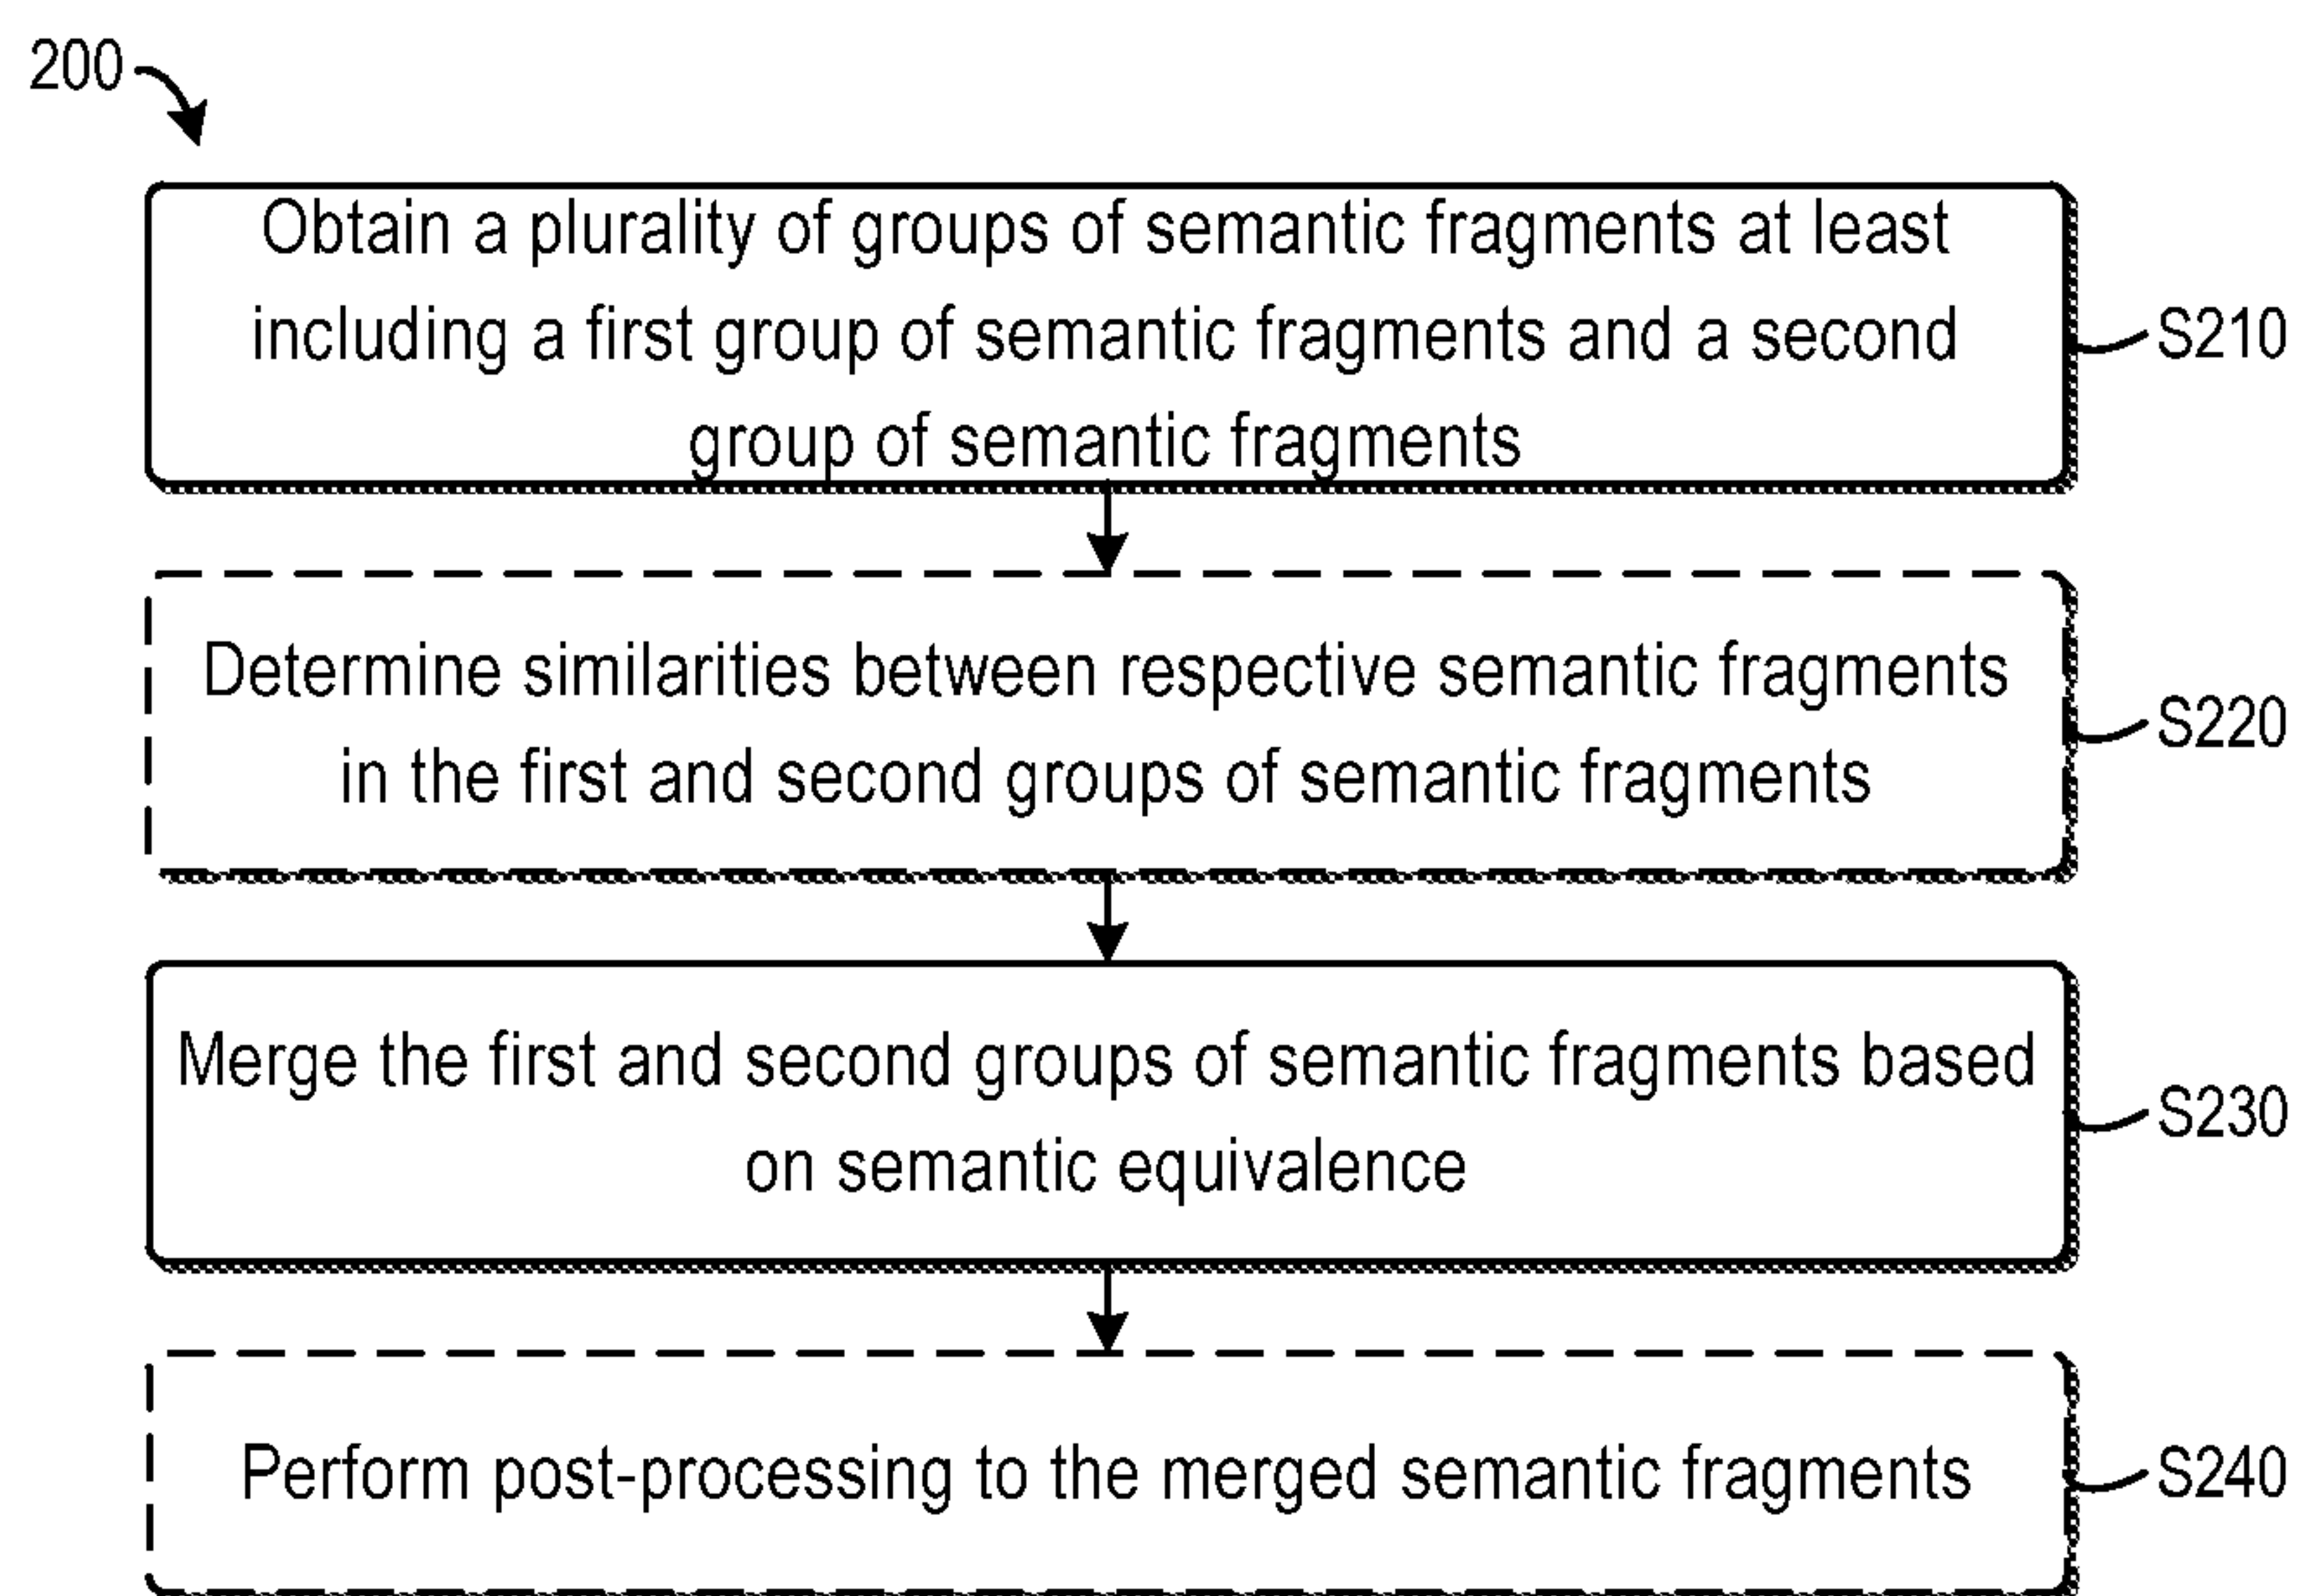 200
Obtain a plurality of groups of semantic fragments at least
including a first group of semantic fragments and a second
group of semantic fragments
S210
Determine similarities between respective semantic fragments
in the first and second groups of semantic fragments
S220
Merge the first and second groups of semantic fragments based
on semantic equivalence
S230
Perform post-processing to the merged semantic fragments
S240